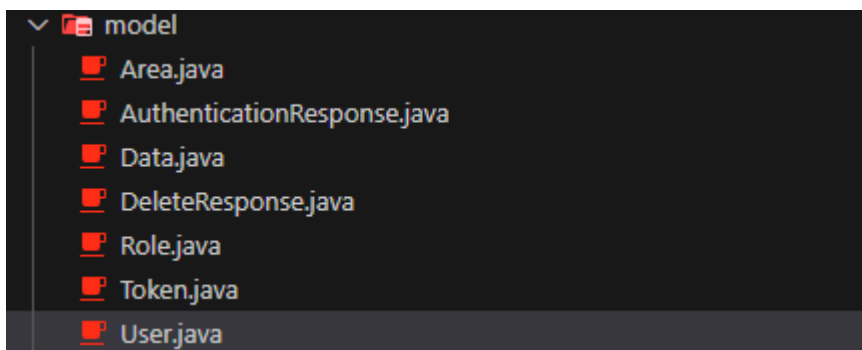 model
Area.java
AuthenticationResponse.java
Data.java
DeleteResponse.java
Role.java
Token.java
User.java